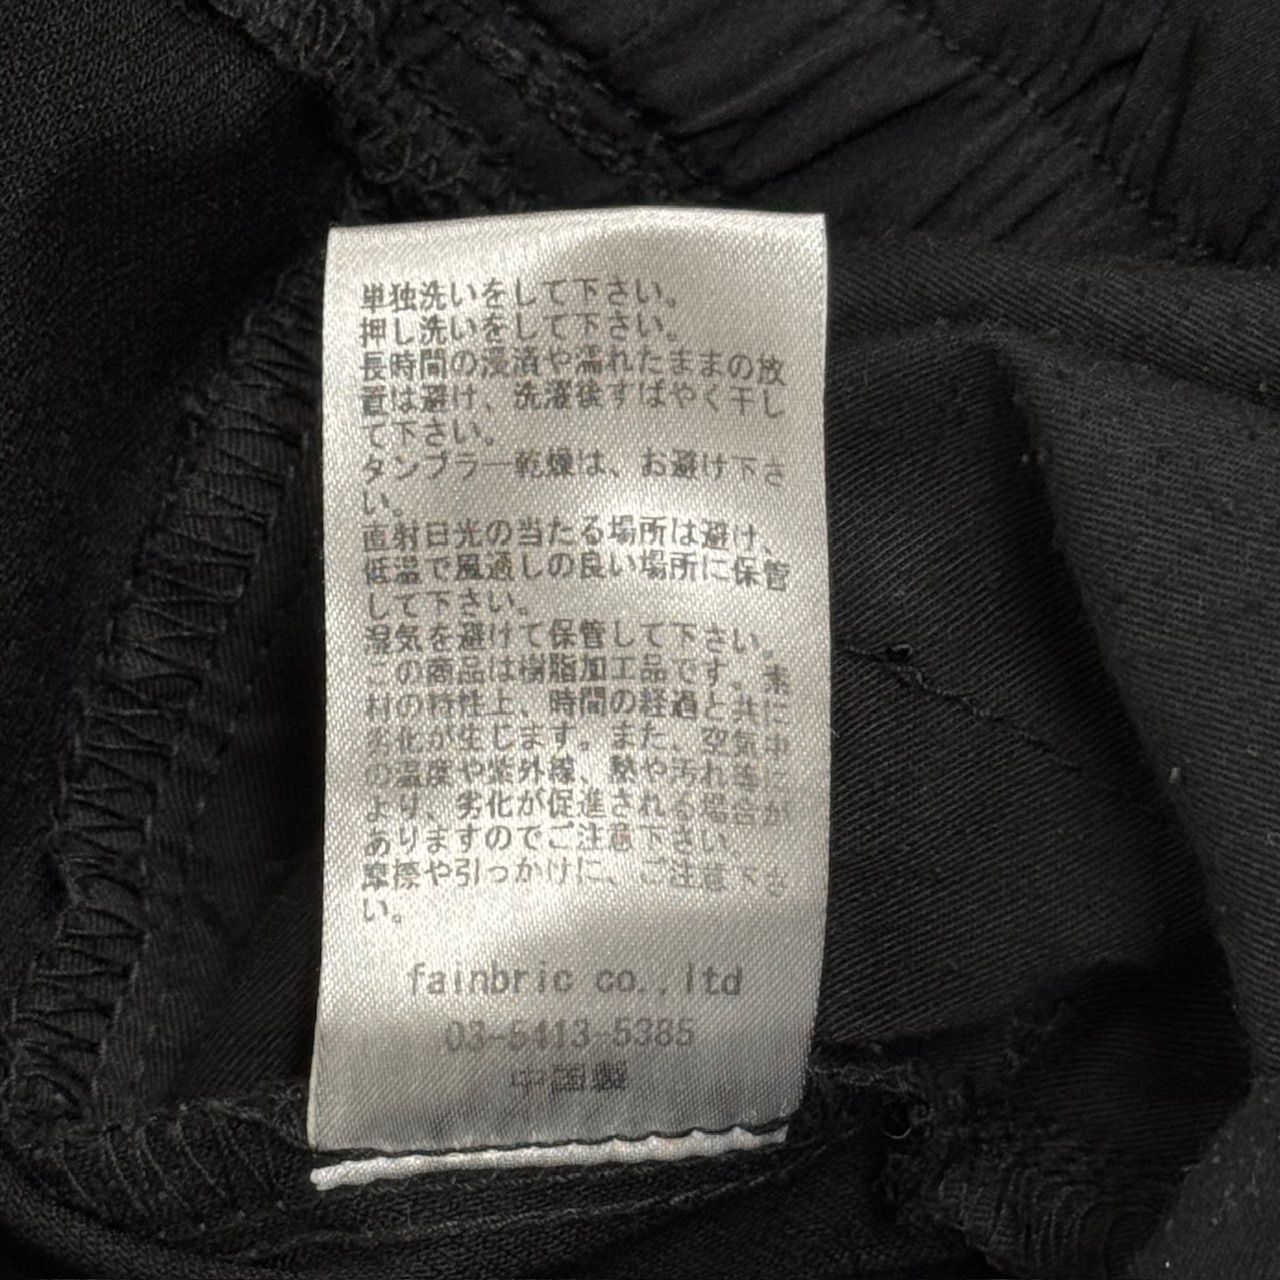 単独洗いをして下さい。
押し洗いをして下さい。
長時間の浸漬や濡れたままの放
置は避け、洗濯後すばやく干し
て下さい。
タンブラー乾燥は、お避け下さ
い。
直射日光の当たる場所は避け、
低温で風通しの良い場所に保管
して下さい。
湿気を避けて保管して下さい。
この商品は樹脂加工品です。素
材の特性上、時間の経過と共に
劣化が生じます。また、空気中
の温度や紫外線、熱や汚れ等に
より、劣化が促進される場合が
ありますのでご注意下さい。
摩擦や引っかけに、ご注意下さ
い。
fainbric co.,ltd
03-5413-5385
中国製